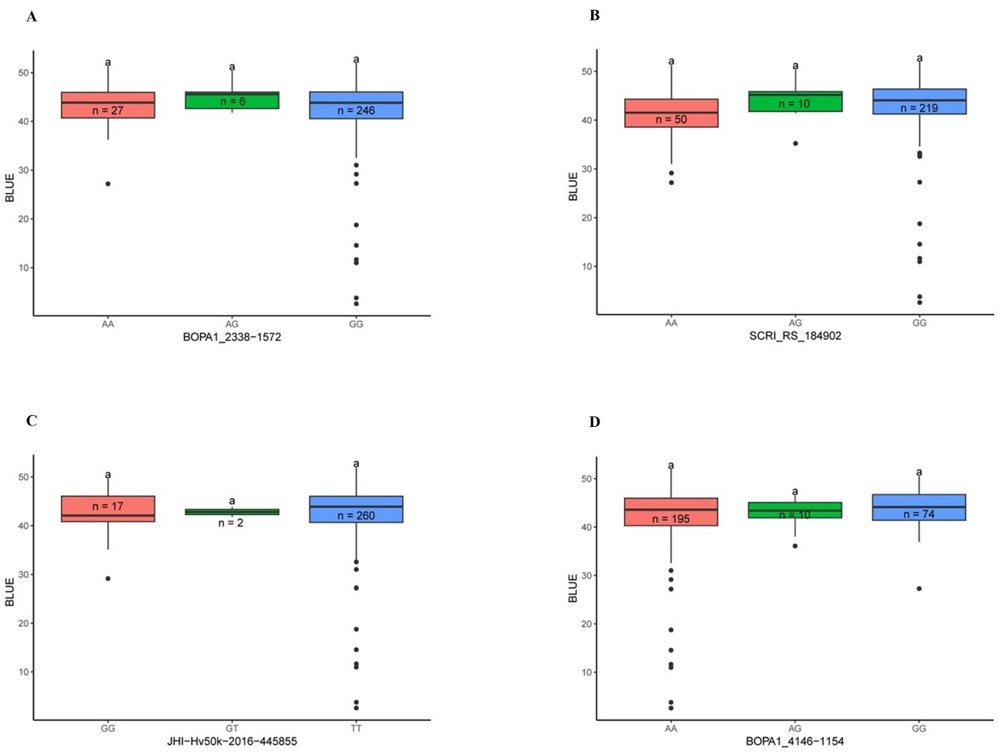 A
a
a
a
50
40
30
20
10
BLUE
n = 27
n = 6
n = 246
AA
AG
GG
BOPA1_2338−1572
B
a
a
a
50
40
30
20
10
BLUE
n = 50
n = 10
n = 219
AA
AG
GG
SCRI_RS_184902
C
a
a
a
50
40
30
20
10
BLUE
n = 17
n = 2
n = 260
GG
GT
TT
JHI−Hv50k−2016−445855
D
a
a
a
50
40
30
20
10
BLUE
n = 195
n = 10
n = 74
AA
AG
GG
BOPA1_4146−1154